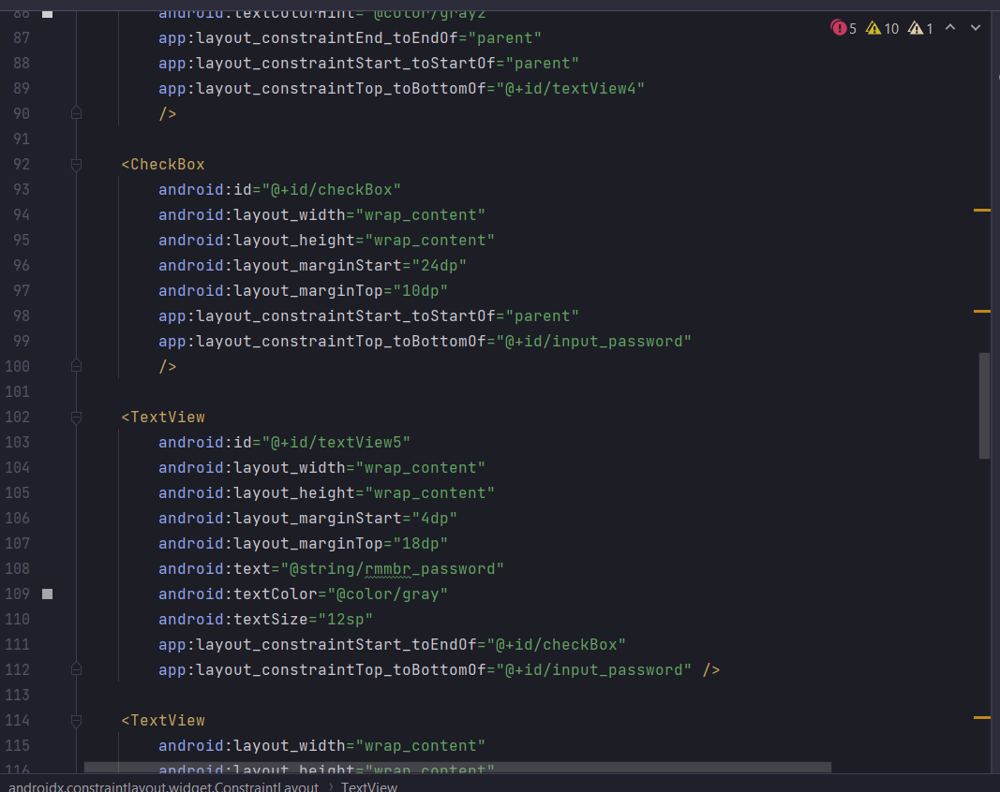 86 android:textColorHint="@color/gray2"
5 10 1
87 app:layout_constraintEnd_toEndOf="parent"
88 app:layout_constraintStart_toStartOf="parent"
89 app:layout_constraintTop_toBottomOf="@+id/textView4"
90 />
91
92 <CheckBox
93 android:id="@+id/checkBox"
94 android:layout_width="wrap_content"
95 android:layout_height="wrap_content"
96 android:layout_marginStart="24dp"
97 android:layout_marginTop="10dp"
98 app:layout_constraintStart_toStartOf="parent"
99 app:layout_constraintTop_toBottomOf="@+id/input_password"
100 />
101
102 <TextView
103 android:id="@+id/textView5"
104 android:layout_width="wrap_content"
105 android:layout_height="wrap_content"
106 android:layout_marginStart="4dp"
107 android:layout_marginTop="18dp"
108 android:text="@string/rmmbr_password"
109 android:textColor="@color/gray"
110 android:textSize="12sp"
111 app:layout_constraintStart_toEndOf="@+id/checkBox"
112 app:layout_constraintTop_toBottomOf="@+id/input_password" />
113
114 <TextView
115 android:layout_width="wrap_content"
116 android:layout_height="wrap_content"
androidx.constraintlayout.widget.ConstraintLayout > TextView